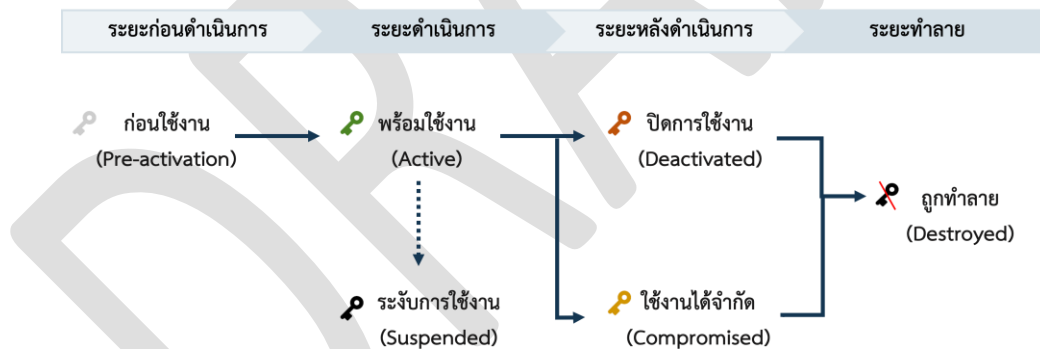 ระยะก่อนดำเนินการ
ระยะดำเนินการ
ระยะหลังดำเนินการ
ระยะทำลาย
ก่อนใช้งาน
(Pre-activation)
พร้อมใช้งาน
(Active)
ปิดการใช้งาน
(Deactivated)
ถูกทำลาย
(Destroyed)
ระงับการใช้งาน
(Suspended)
ใช้งานได้จำกัด
(Compromised)